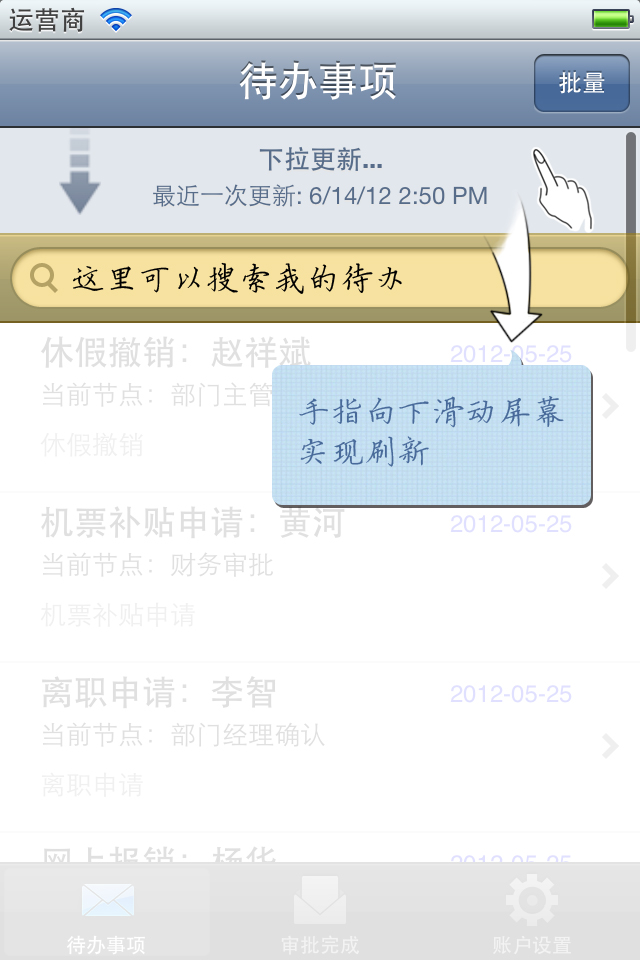 运营商
待办事项
批量
下拉更新...
最近一次更新: 6/14/12 2:50 PM
这里可以搜索我的待办
休假撤销：赵祥斌
2012-05-25
当前节点：部门主管
休假撤销
手指向下滑动屏幕
实现刷新
机票补贴申请：黄河
2012-05-25
当前节点：财务审批
机票补贴申请
离职申请：李智
2012-05-25
当前节点：部门经理确认
离职申请
网上报销：杨华
2012-05-25
待办事项
审批完成
账户设置